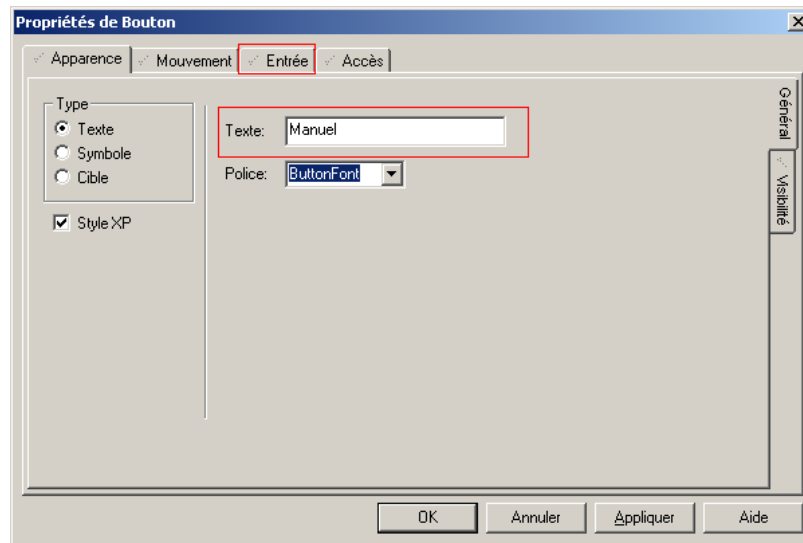 Propriétés de Bouton
Apparence Mouvement Entrée Accès
Général
Visibilité
Type
Texte
Symbole
Cible
Style XP
Texte: Manuel
Police: ButtonFont
OK Annuler Appliquer Aide